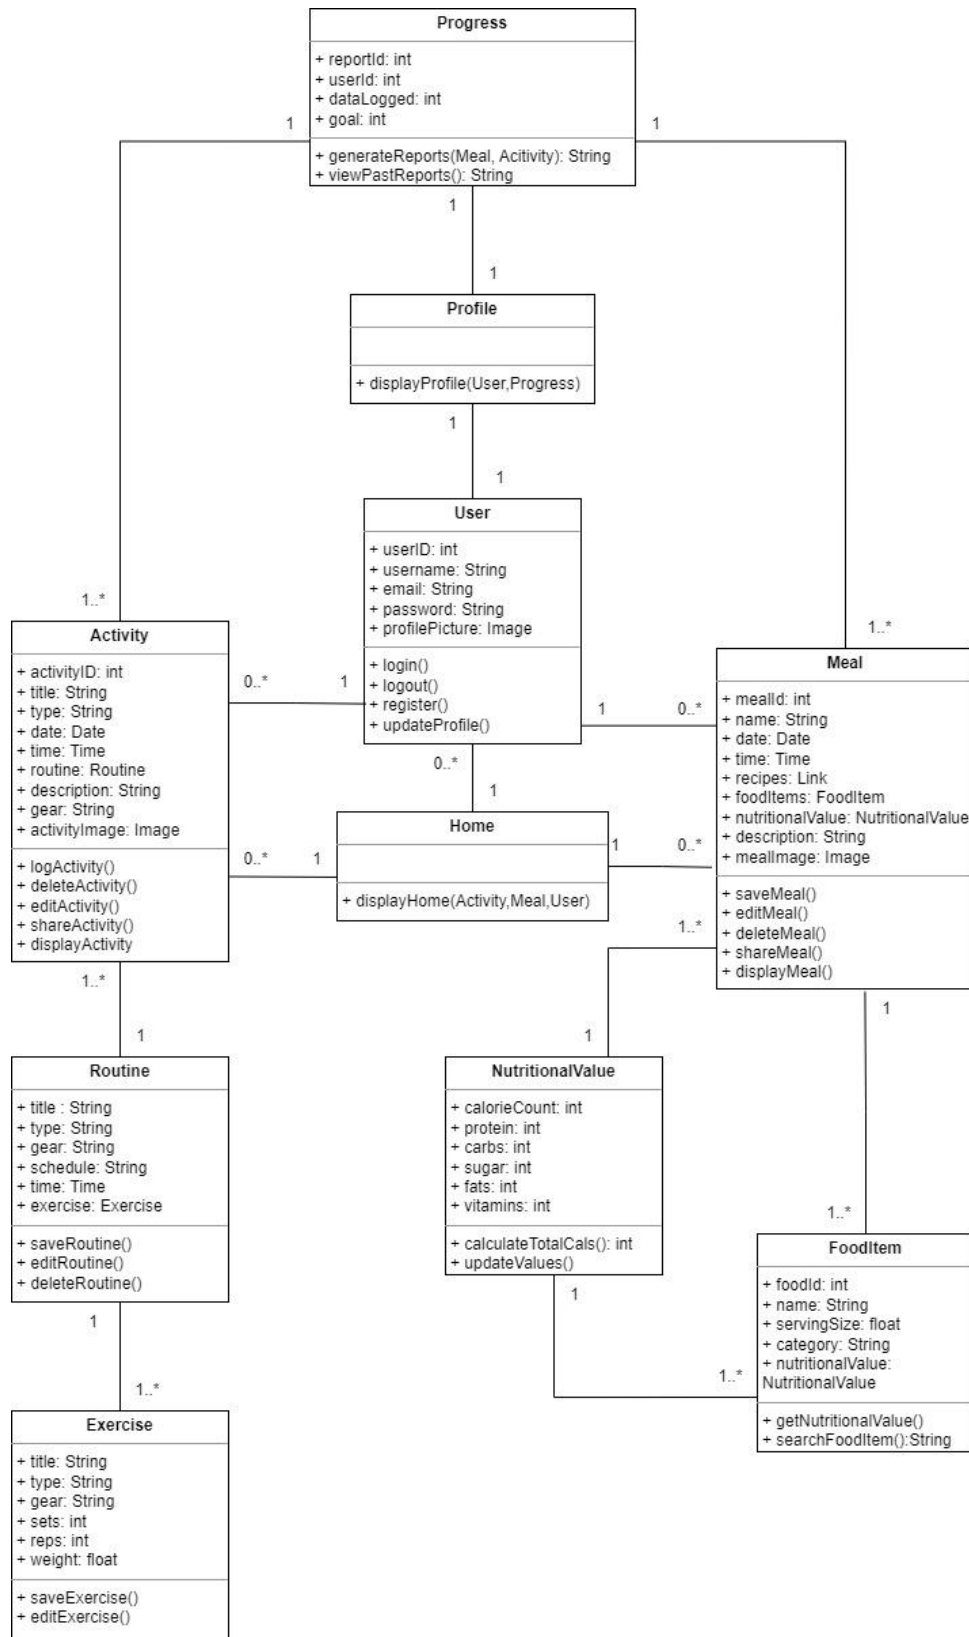 Progress
+ reportId: int
+ userId: int
+ dataLogged: int
+ goal: int
+ generateReports(Meal, Acitivity): String
+ viewPastReports(): String
1
1
1
1
Profile
+ displayProfile(User,Progress)
1
1
User
+ userID: int
+ username: String
+ email: String
+ password: String
+ profilePicture: Image
+ login()
+ logout()
+ register()
+ updateProfile()
1..*
Activity
+ activityID: int
+ title: String
+ type: String
+ date: Date
+ time: Time
+ routine: Routine
+ description: String
+ gear: String
+ activityImage: Image
+ logActivity()
+ deleteActivity()
+ editActivity()
+ shareActivity()
+ displayActivity
0..*
1
1
0..*
1..*
Meal
+ mealId: int
+ name: String
+ date: Date
+ time: Time
+ recipes: Link
+ foodItems: FoodItem
+ nutritionalValue: NutritionalValue
+ description: String
+ mealImage: Image
+ saveMeal()
+ editMeal()
+ deleteMeal()
+ shareMeal()
+ displayMeal()
0..*
1
Home
+ displayHome(Activity,Meal,User)
0..*
1
1
0..*
1..*
1
Routine
+ title : String
+ type: String
+ gear: String
+ schedule: String
+ time: Time
+ exercise: Exercise
+ saveRoutine()
+ editRoutine()
+ deleteRoutine()
1..*
1
NutritionalValue
+ calorieCount: int
+ protein: int
+ carbs: int
+ sugar: int
+ fats: int
+ vitamins: int
+ calculateTotalCals(): int
+ updateValues()
1
1..*
FoodItem
+ foodId: int
+ name: String
+ servingSize: float
+ category: String
+ nutritionalValue:
NutritionalValue
+ getNutritionalValue()
+ searchFoodItem():String
1
1..*
1
1..*
Exercise
+ title: String
+ type: String
+ gear: String
+ sets: int
+ reps: int
+ weight: float
+ saveExercise()
+ editExercise()